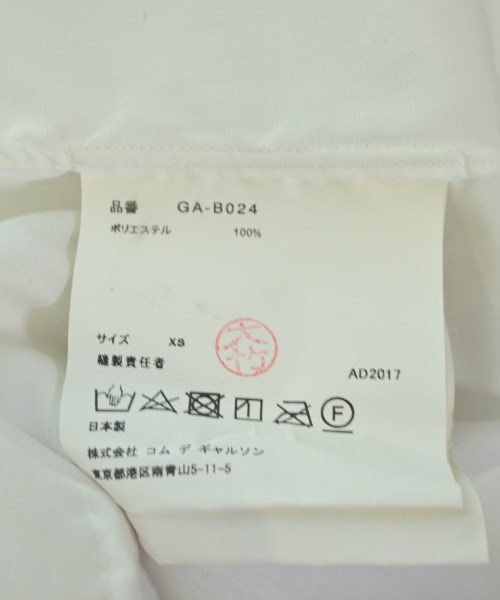 品番 GA-B024
ポリエステル 100%
サイズ XS
縫製責任者
AD2017
F
日本製
株式会社 コム デ ギャルソン
東京都港区南青山5-11-5